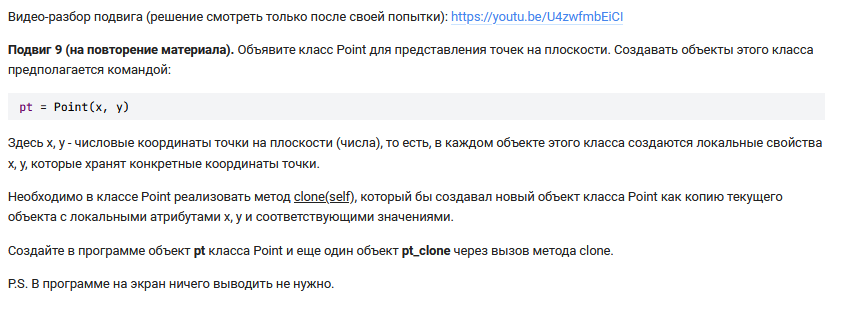 Видео-разбор подвига (решение смотреть только после своей попытки): https://youtu.be/U4zwfmbEiCI
Подвиг 9 (на повторение материала). Объявите класс Point для представления точек на плоскости. Создавать объекты этого класса
предполагается командой:
pt = Point(x, y)
Здесь x, y - числовые координаты точки на плоскости (числа), то есть, в каждом объекте этого класса создаются локальные свойства
x, y, которые хранят конкретные координаты точки.
Необходимо в классе Point реализовать метод clone(self), который бы создавал новый объект класса Point как копию текущего
объекта с локальными атрибутами x, y и соответствующими значениями.
Создайте в программе объект pt класса Point и еще один объект pt_clone через вызов метода clone.
P.S. В программе на экран ничего выводить не нужно.